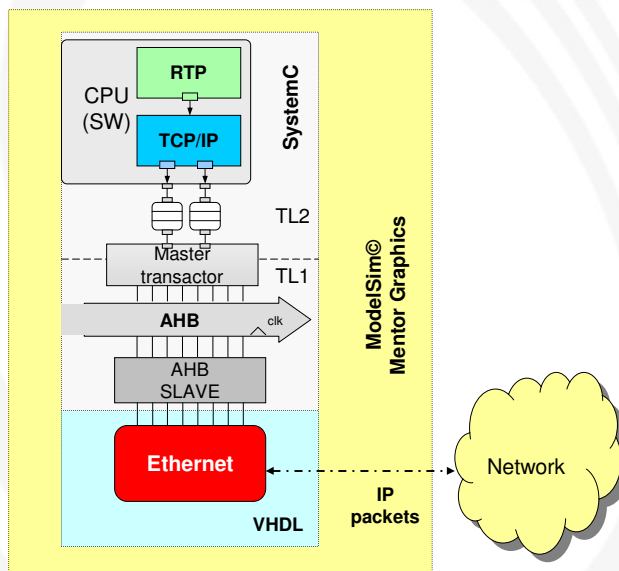 RTP
CPU
(SW)
TCP/IP
SystemC
TL2
Master
transactor
TL1
AHB
clk
AHB
SLAVE
ModelSim©
Mentor Graphics
Ethernet
Network
IP
packets
VHDL